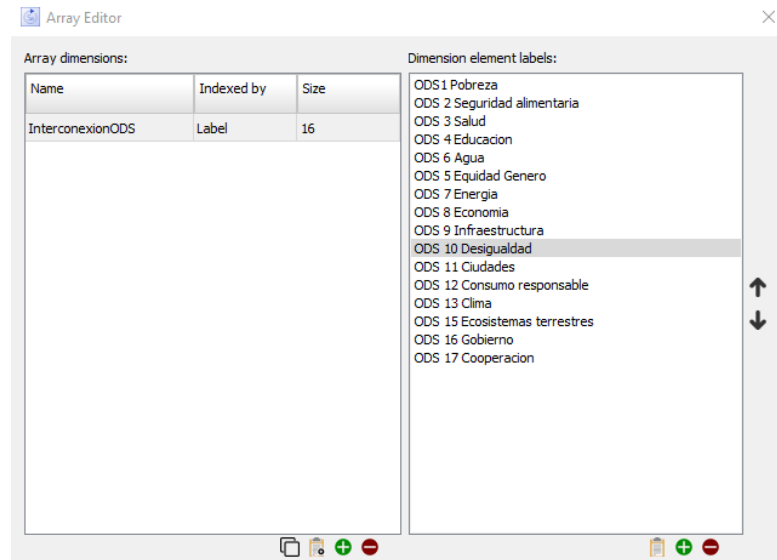 Array Editor
Array dimensions:
Name Indexed by Size
InterconexionODS Label 16
Dimension element labels:
ODS1 Pobreza
ODS 2 Seguridad alimentaria
ODS 3 Salud
ODS 4 Educacion
ODS 6 Agua
ODS 5 Equidad Genero
ODS 7 Energia
ODS 8 Economia
ODS 9 Infraestructura
ODS 10 Desigualdad
ODS 11 Ciudades
ODS 12 Consumo responsable
ODS 13 Clima
ODS 15 Ecosistemas terrestres
ODS 16 Gobierno
ODS 17 Cooperacion